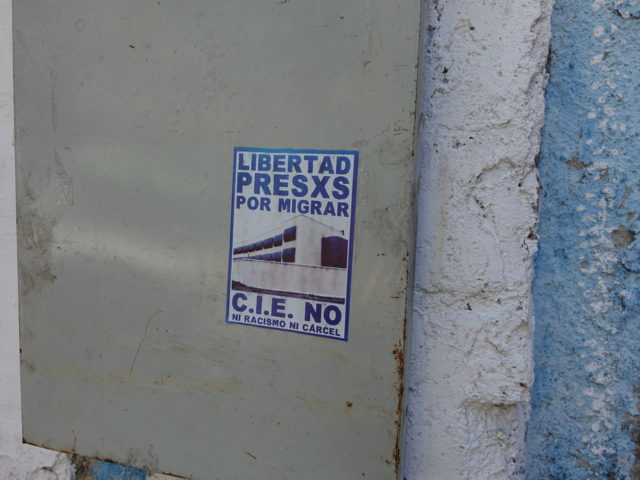 LIBERTAD
PRESXS
POR MIGRAR
C.I.E. NO
NI RACISMO NI CÁRCEL